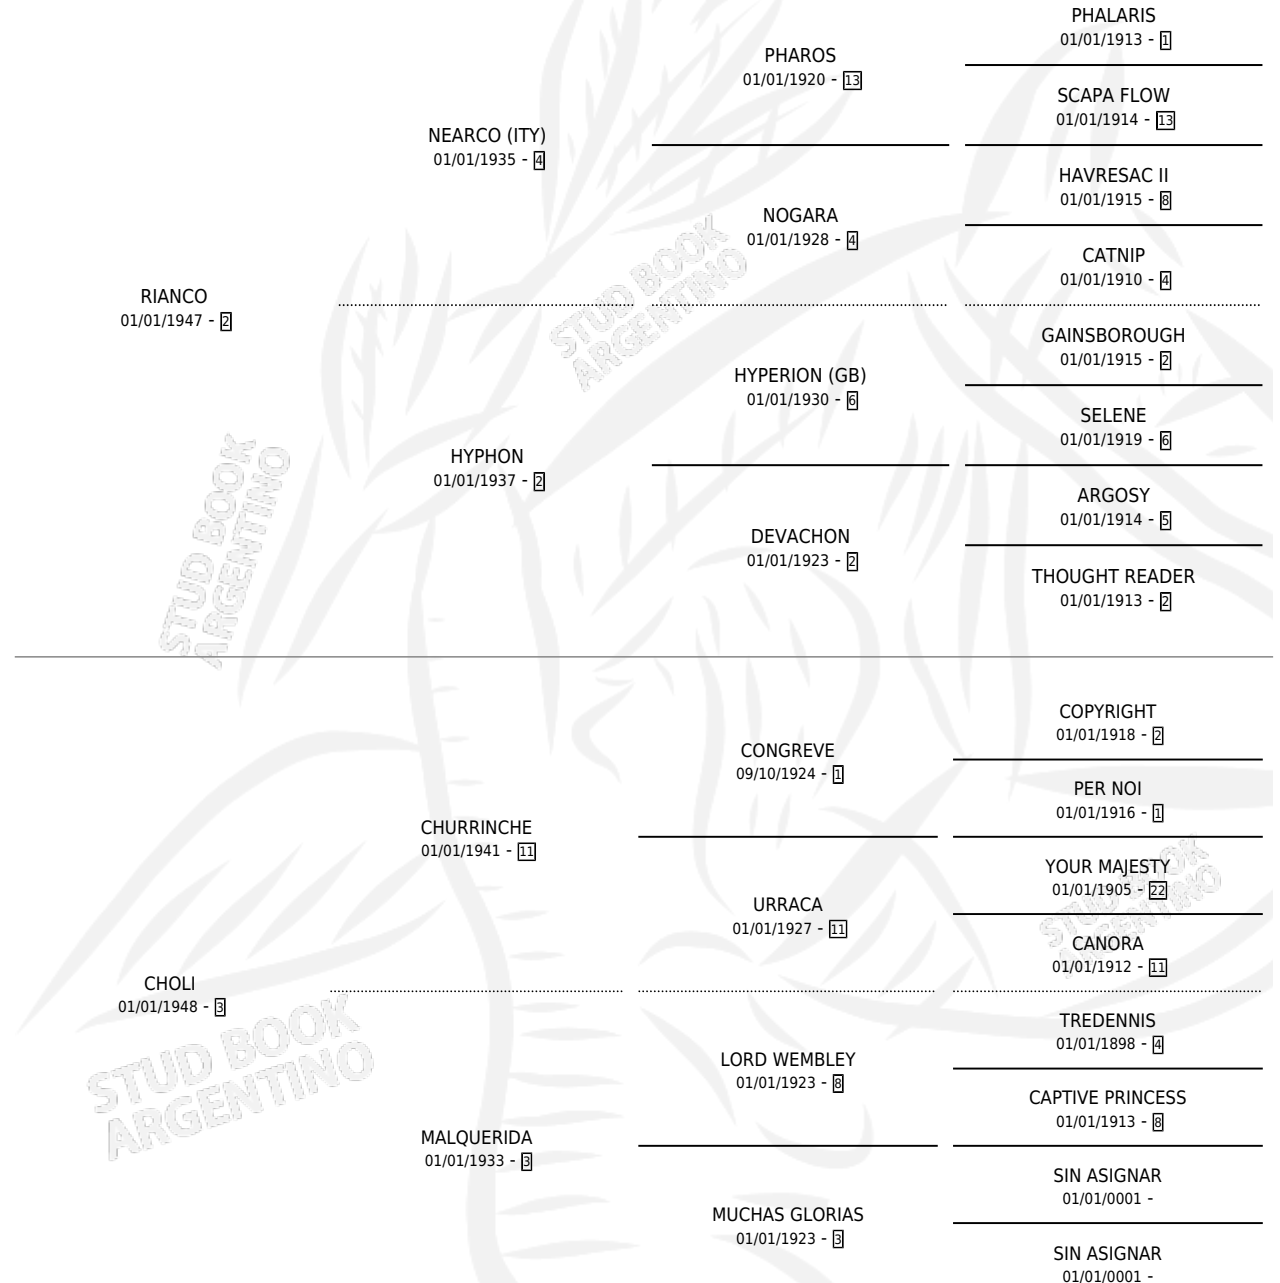 PHALARIS
01/01/1913 - 1
PHAROS
01/01/1920 - 13
SCAPA FLOW
01/01/1914 - 13
NEARCO (ITY)
01/01/1935 - 4
HAVRESAC II
01/01/1915 - 8
NOGARA
01/01/1928 - 4
CATNIP
01/01/1910 - 4
RIANCO
01/01/1947 - 2
STUD BOOK
ARGENTINO
GAINSBOROUGH
01/01/1915 - 2
HYPERION (GB)
01/01/1930 - 6
SELENE
01/01/1919 - 6
HYPHON
01/01/1937 - 2
ARGOSY
01/01/1914 - 5
DEVACHON
01/01/1923 - 2
THOUGHT READER
01/01/1913 - 2
STUD BOOK
ARGENTINO
COPYRIGHT
01/01/1918 - 2
CONGREVE
09/10/1924 - 1
PER NOI
01/01/1916 - 1
CHURRINCHE
01/01/1941 - 11
YOUR MAJESTY
01/01/1905 - 22
URRACA
01/01/1927 - 11
CANORA
01/01/1912 - 11
STUD BOOK
ARGENTINO
CHOLI
01/01/1948 - 3
TREDENNIS
01/01/1898 - 4
LORD WEMBLEY
01/01/1923 - 8
CAPTIVE PRINCESS
01/01/1913 - 8
STUD BOOK
ARGENTINO
MALQUERIDA
01/01/1933 - 3
SIN ASIGNAR
01/01/0001 -
MUCHAS GLORIAS
01/01/1923 - 3
SIN ASIGNAR
01/01/0001 -